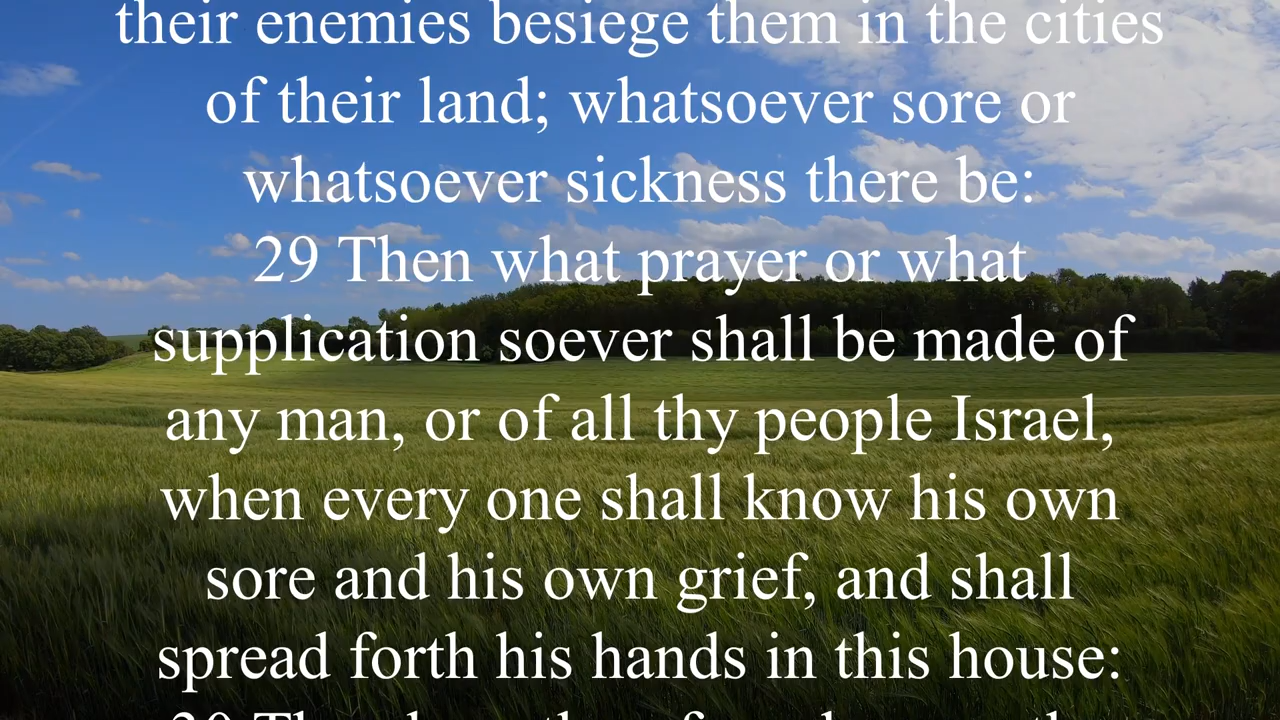 their enemies besiege them in the cities
of their land; whatsoever sore or
whatsoever sickness there be:
29 Then what prayer or what
supplication soever shall be made of
any man, or of all thy people Israel,
when every one shall know his own
sore and his own grief, and shall
spread forth his hands in this house: